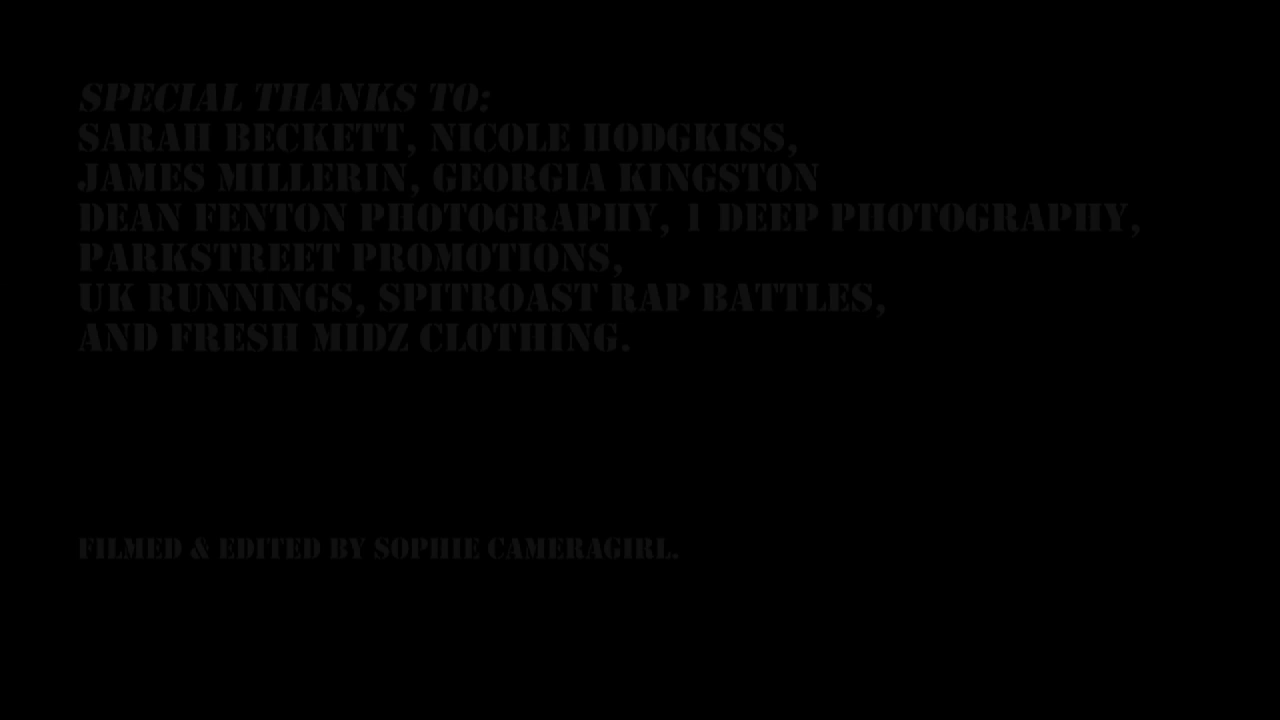 SPECIAL THANKS TO:
SARAH BECKETT, NICOLE HODGKISS,
JAMES MILLERIN, GEORGIA KINGSTON
DEAN FENTON PHOTOGRAPHY, 1 DEEP PHOTOGRAPHY,
PARKSTREET PROMOTIONS,
UK RUNNINGS, SPITROAST RAP BATTLES,
AND FRESH MIDZ CLOTHING.
FILMED & EDITED BY SOPHIE CAMERAGIRL.